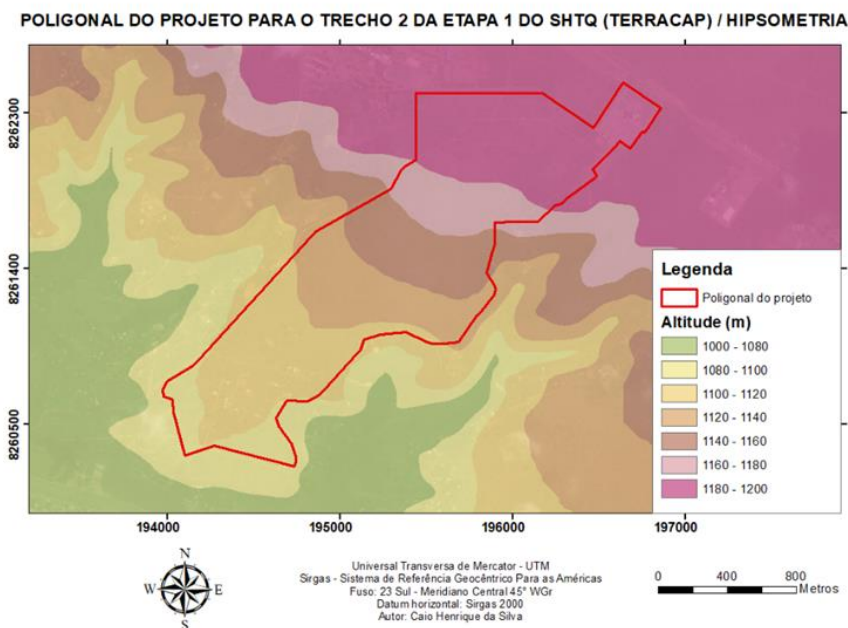 POLIGONAL DO PROJETO PARA O TRECHO 2 DA ETAPA 1 DO SHTQ (TERRACAP) / HIPSOMETRIA
8262300
8261400
8260500
194000
195000
196000
197000
Legenda
Poligonal do projeto
Altitude (m)
1000 - 1080
1080 - 1100
1100 - 1120
1120 - 1140
1140 - 1160
1160 - 1180
1180 - 1200
N
W
E
S
Universal Transversa de Mercator - UTM
Sirgas - Sistema de Referência Geocêntrico Para as Américas
Fuso: 23 Sul - Meridiano Central 45° WGr
Datum horizontal: Sirgas 2000
Autor: Caio Henrique da Silva
0 400 800
Metros